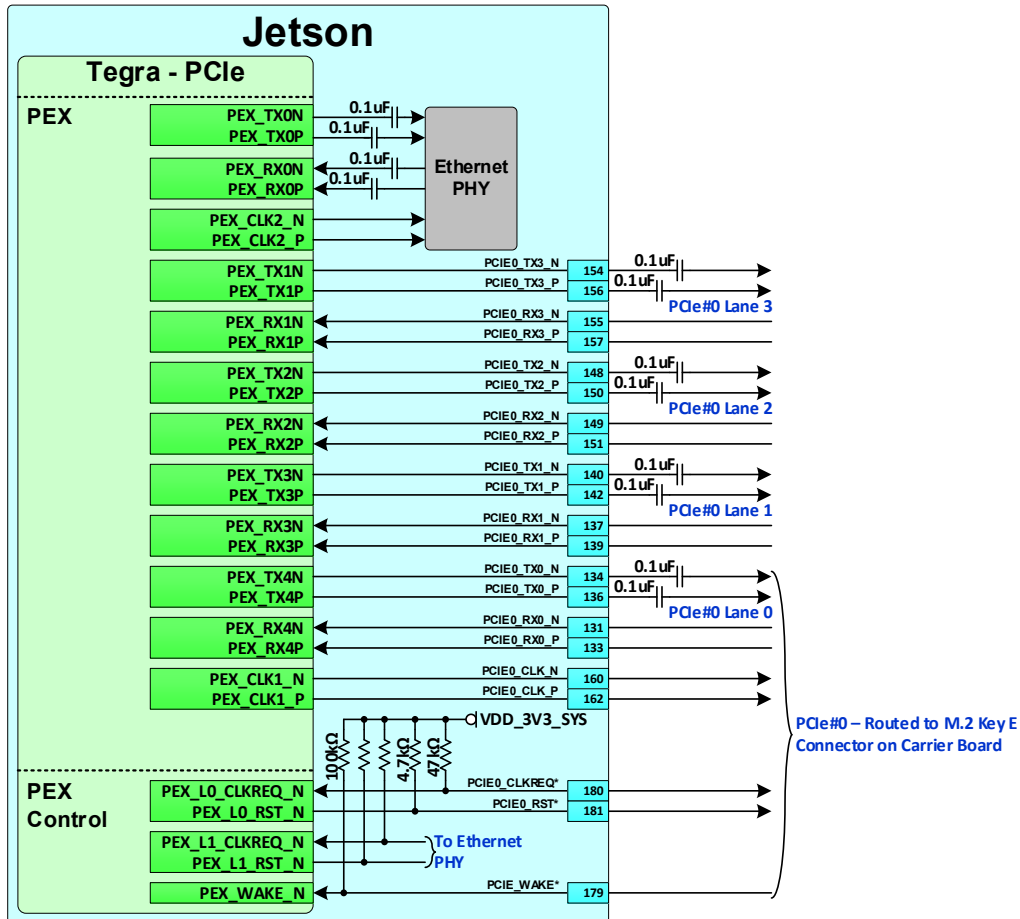 Jetson
Tegra - PCIe
PEX
PEX_TX0N
0.1uF
PEX_TX0P
0.1uF
PEX_RX0N
0.1uF
PEX_RX0P
0.1uF
Ethernet
PHY
PEX_CLK2_N
PEX_CLK2_P
PEX_TX1N PCIE0_TX3_N 154 0.1uF
PEX_TX1P PCIE0_TX3_P 156 0.1uF
PCIe#0 Lane 3
PEX_RX1N PCIE0_RX3_N 155
PEX_RX1P PCIE0_RX3_P 157
PEX_TX2N PCIE0_TX2_N 148 0.1uF
PEX_TX2P PCIE0_TX2_P 150 0.1uF
PCIe#0 Lane 2
PEX_RX2N PCIE0_RX2_N 149
PEX_RX2P PCIE0_RX2_P 151
PEX_TX3N PCIE0_TX1_N 140 0.1uF
PEX_TX3P PCIE0_TX1_P 142 0.1uF
PCIe#0 Lane 1
PEX_RX3N PCIE0_RX1_N 137
PEX_RX3P PCIE0_RX1_P 139
PEX_TX4N PCIE0_TX0_N 134 0.1uF
PEX_TX4P PCIE0_TX0_P 136 0.1uF
PCIe#0 Lane 0
PEX_RX4N PCIE0_RX0_N 131
PEX_RX4P PCIE0_RX0_P 133
PEX_CLK1_N PCIE0_CLK_N 160
PEX_CLK1_P PCIE0_CLK_P 162
VDD_3V3_SYS
100kΩ
4.7kΩ
47kΩ
PCIe#0 – Routed to M.2 Key E
Connector on Carrier Board
PEX
Control
PEX_L0_CLKREQ_N PCIE0_CLKREQ* 180
PEX_L0_RST_N PCIE0_RST* 181
PEX_L1_CLKREQ_N
PEX_L1_RST_N
To Ethernet
PHY
PEX_WAKE_N PCIE_WAKE* 179